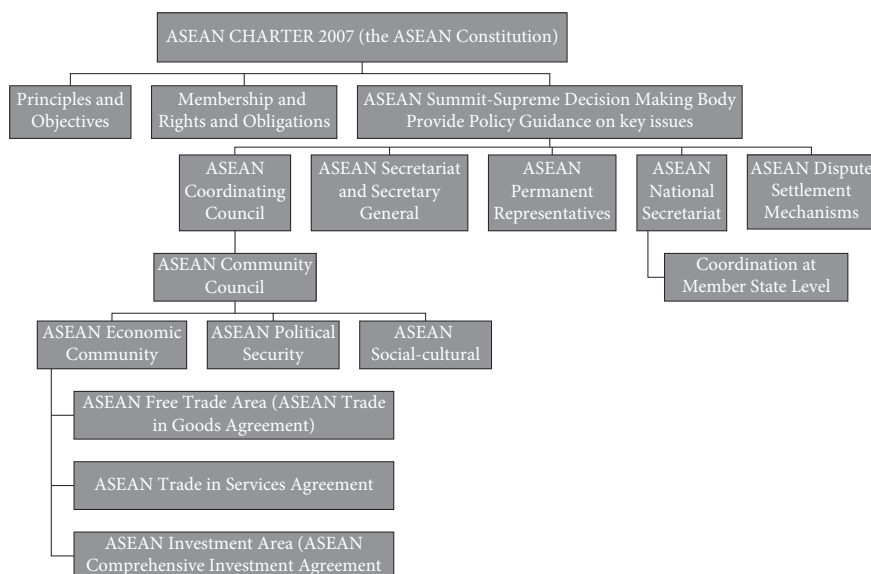 ASEAN CHARTER 2007 (the ASEAN Constitution)
Principles and
Objectives
Membership and
Rights and Obligations
ASEAN Summit-Supreme Decision Making Body
Provide Policy Guidance on key issues
ASEAN
Coordinating
Council
ASEAN Secretariat
and Secretary
General
ASEAN
Permanent
Representatives
ASEAN
National
Secretariat
ASEAN Dispute
Settlement
Mechanisms
ASEAN Community
Council
Coordination at
Member State Level
ASEAN Economic
Community
ASEAN Political
Security
ASEAN
Social-cultural
ASEAN Free Trade Area (ASEAN Trade
in Goods Agreement)
ASEAN Trade in Services Agreement
ASEAN Investment Area (ASEAN
Comprehensive Investment Agreement